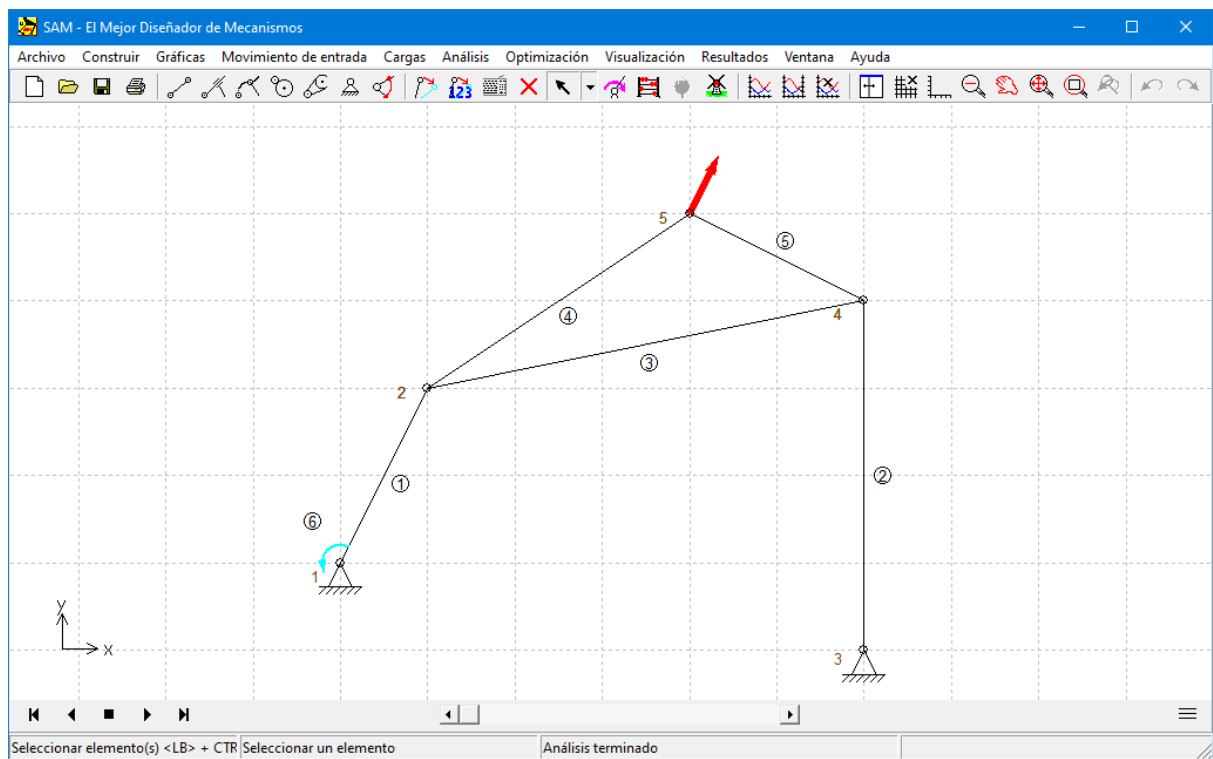 SAM - El Mejor Diseñador de Mecanismos
Archivo Construir Gráficas Movimiento de entrada Cargas Análisis Optimización Visualización Resultados Ventana Ayuda
123
5
⑤
4
④
③
2
②
①
⑥
1
y
x
3
Seleccionar elemento(s) <LB> + CTR Seleccionar un elemento Análisis terminado